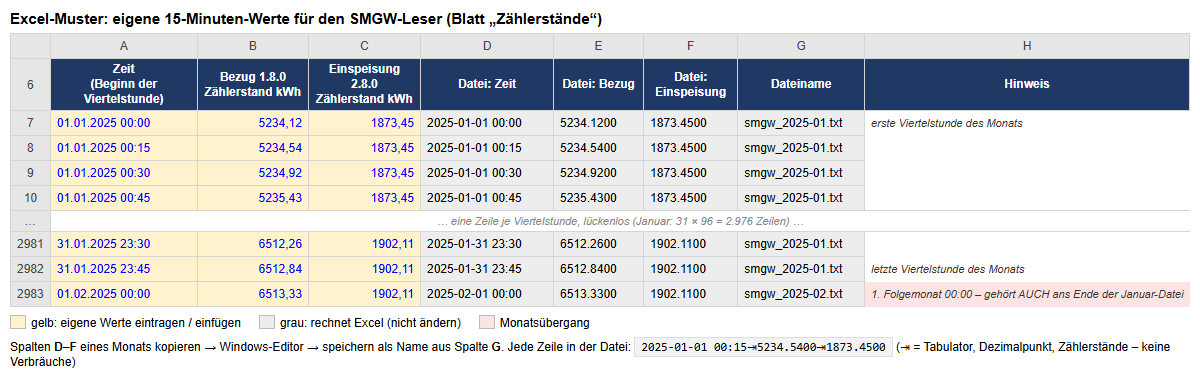 Excel-Muster: eigene 15-Minuten-Werte für den SMGW-Leser (Blatt „Zählerstände“)
A B C D E F G H
6 Zeit (Beginn der Viertelstunde) Bezug 1.8.0 Zählerstand kWh Einspeisung 2.8.0 Zählerstand kWh Datei: Zeit Datei: Bezug Datei: Einspeisung Dateiname Hinweis
7 01.01.2025 00:00 5234,12 1873,45 2025-01-01 00:00 5234.1200 1873.4500 smgw_2025-01.txt erste Viertelstunde des Monats
8 01.01.2025 00:15 5234,54 1873,45 2025-01-01 00:15 5234.5400 1873.4500 smgw_2025-01.txt
9 01.01.2025 00:30 5234,92 1873,45 2025-01-01 00:30 5234.9200 1873.4500 smgw_2025-01.txt
10 01.01.2025 00:45 5235,43 1873,45 2025-01-01 00:45 5235.4300 1873.4500 smgw_2025-01.txt
… … eine Zeile je Viertelstunde, lückenlos (Januar: 31 × 96 = 2.976 Zeilen) …
2981 31.01.2025 23:30 6512,26 1902,11 2025-01-31 23:30 6512.2600 1902.1100 smgw_2025-01.txt
2982 31.01.2025 23:45 6512,84 1902,11 2025-01-31 23:45 6512.8400 1902.1100 smgw_2025-01.txt letzte Viertelstunde des Monats
2983 01.02.2025 00:00 6513,33 1902,11 2025-02-01 00:00 6513.3300 1902.1100 smgw_2025-02.txt 1. Folgemonat 00:00 – gehört AUCH ans Ende der Januar-Datei
gelb: eigene Werte eintragen / einfügen grau: rechnet Excel (nicht ändern) Monatsübergang
Spalten D–F eines Monats kopieren → Windows-Editor → speichern als Name aus Spalte G. Jede Zeile in der Datei: 2025-01-01 00:15⇥5234.5400⇥1873.4500 (⇥ = Tabulator, Dezimalpunkt, Zählerstände – keine
Verbräuche)